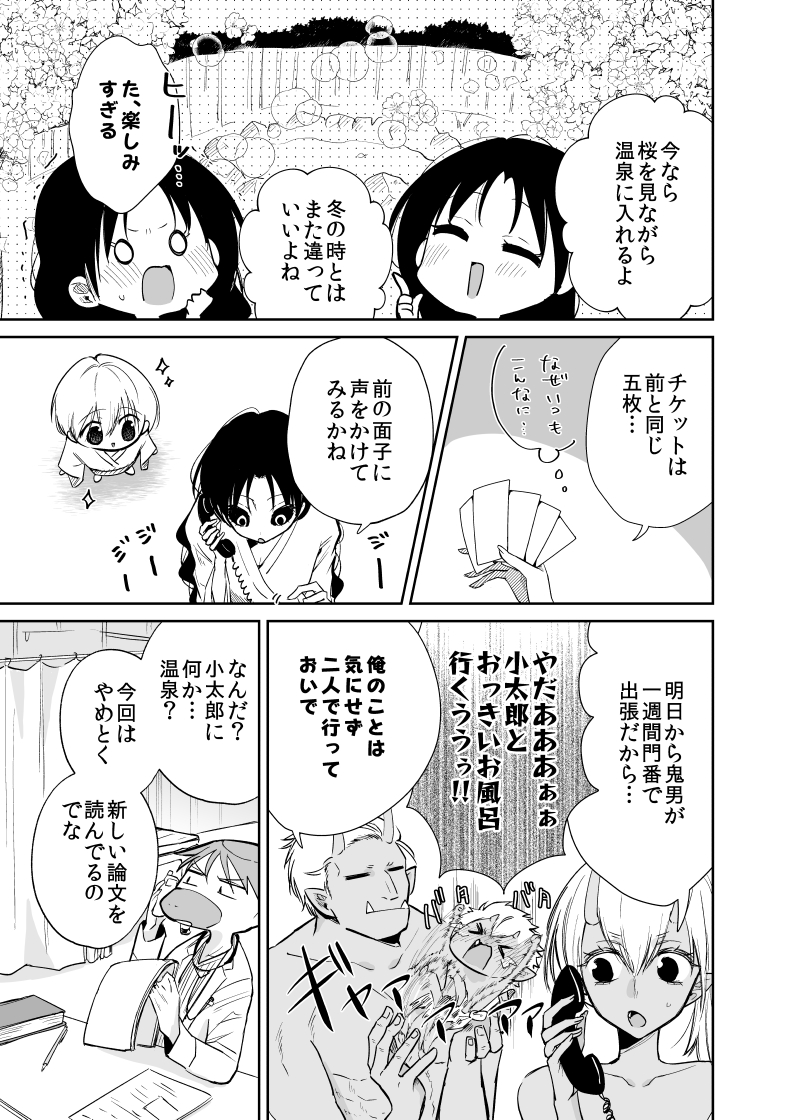 今なら
桜を見ながら
温泉に入れるよ
冬の時とは
また違って
いいよね
た、楽しみ
すぎる
ヒーッ…
チケットは
前と同じ
五枚…
なぜいつも
こんなに…
前の面子に
声をかけて
みるかね
ジーー
ジーー
明日から鬼男が
一週間門番で
出張だから…
やだあああぁぁ
小太郎と
おっきいお風呂
行くううぅ!!
俺のことは
気にせず
二人で行って
おいで
バタ
バタ
ギャアアァァ
なんだ?
小太郎に
何か…
温泉?
今回は
やめとく
新しい論文を
読んでるの
でな